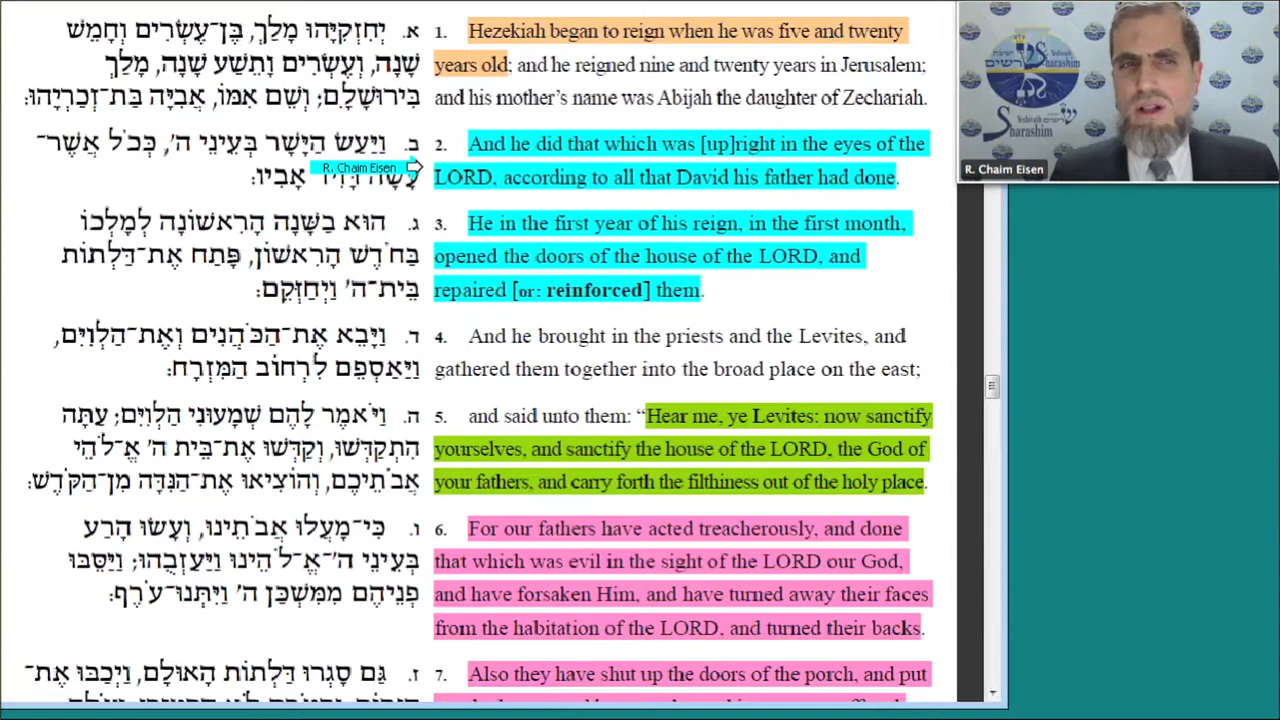 א. יְחִזְקִיָּהוּ מָלַךְ, בֶּן־עֶשְׂרִים וְחָמֵשׁ
שָׁנָה, וְעֶשְׂרִים וָתֵשַׁע שָׁנָה, מָלַךְ
בִּירוּשָׁלָ‍ִם; וְשֵׁם אִמּוֹ, אֲבִיָּה בַּת־זְכַרְיָהוּ:
1. Hezekiah began to reign when he was five and twenty
years old; and he reigned nine and twenty years in Jerusalem;
and his mother’s name was Abijah the daughter of Zechariah.
ב. וַיַּעַשׂ הַיָּשָׁר בְּעֵינֵי ה', כְּכֹל אֲשֶׁר־
אָבִיו:
R. Chaim Eisen
2. And he did that which was [up]right in the eyes of the
LORD, according to all that David his father had done.
ג. הוּא בַשָּׁנָה הָרִאשׁוֹנָה לְמָלְכוֹ
בַּחֹדֶשׁ הָרִאשׁוֹן, פָּתַח אֶת־דַּלְתוֹת
בֵּית־ה' וַיְחַזְּקֵם:
3. He in the first year of his reign, in the first month,
opened the doors of the house of the LORD, and
repaired [or: reinforced] them.
ד. וַיָּבֵא אֶת־הַכֹּהֲנִים וְאֶת־הַלְוִיִּם,
וַיַּאַסְפֵם לִרְחוֹב הַמִּזְרָח:
4. And he brought in the priests and the Levites, and
gathered them together into the broad place on the east;
ה. וַיֹּאמֶר לָהֶם שְׁמָעוּנִי הַלְוִיִּם; עַתָּה
הִתְקַדְּשׁוּ, וְקַדְּשׁוּ אֶת־בֵּית ה' אֱ־לֹהֵי
אֲבֹתֵיכֶם, וְהוֹצִיאוּ אֶת־הַנִּדָּה מִן־הַקֹּדֶשׁ:
5. and said unto them: “Hear me, ye Levites: now sanctify
yourselves, and sanctify the house of the LORD, the God of
your fathers, and carry forth the filthiness out of the holy place.
ו. כִּי־מָעֲלוּ אֲבֹתֵינוּ, וְעָשׂוּ הָרַע
בְּעֵינֵי ה'־אֱ־לֹהֵינוּ וַיַּעַזְבֻהוּ; וַיַּסֵּבּוּ
פְנֵיהֶם מִמִּשְׁכַּן ה' וַיִּתְּנוּ־עֹרֶף:
6. For our fathers have acted treacherously, and done
that which was evil in the sight of the LORD our God,
and have forsaken Him, and have turned away their faces
from the habitation of the LORD, and turned their backs.
ז. גַּם סָגְרוּ דַּלְתוֹת הָאוּלָם, וַיְכַבּוּ אֶת־
7. Also they have shut up the doors of the porch, and put
Yeshivath
Sharashim
Sharashim
R. Chaim Eisen